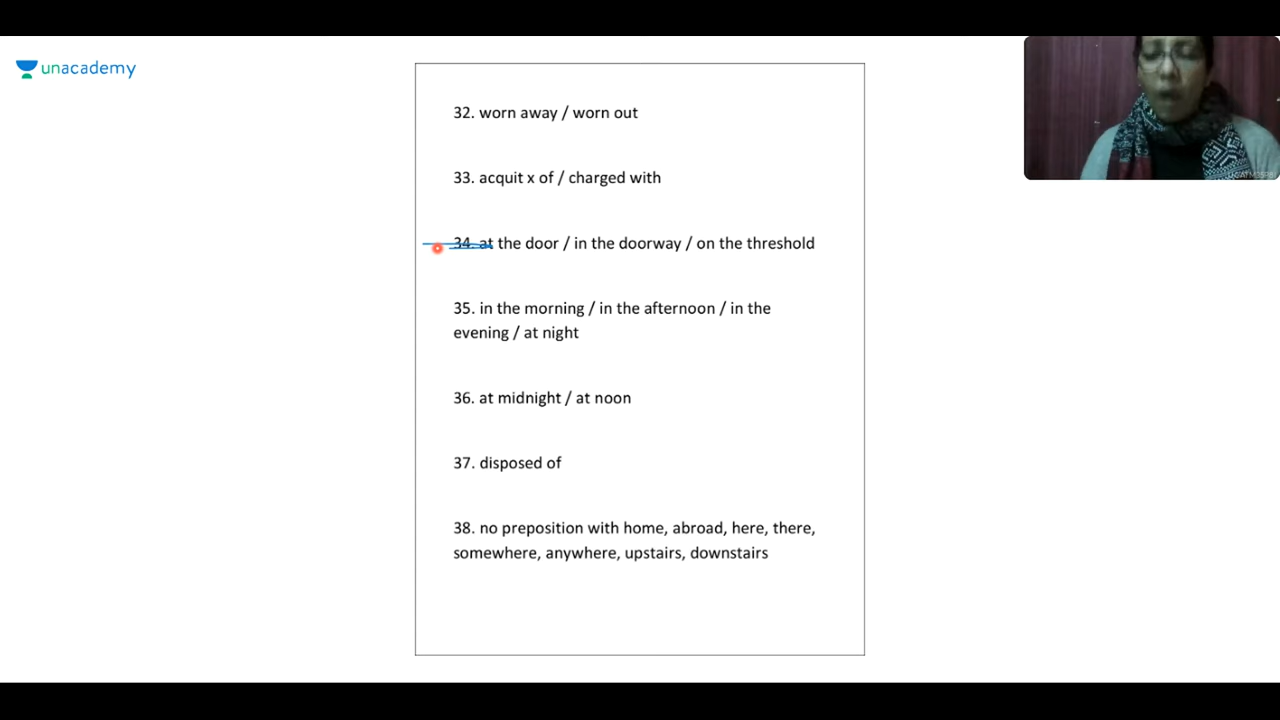 unacademy
32. worn away / worn out
33. acquit x of / charged with
34. at the door / in the doorway / on the threshold
35. in the morning / in the afternoon / in the
evening / at night
36. at midnight / at noon
37. disposed of
38. no preposition with home, abroad, here, there,
somewhere, anywhere, upstairs, downstairs